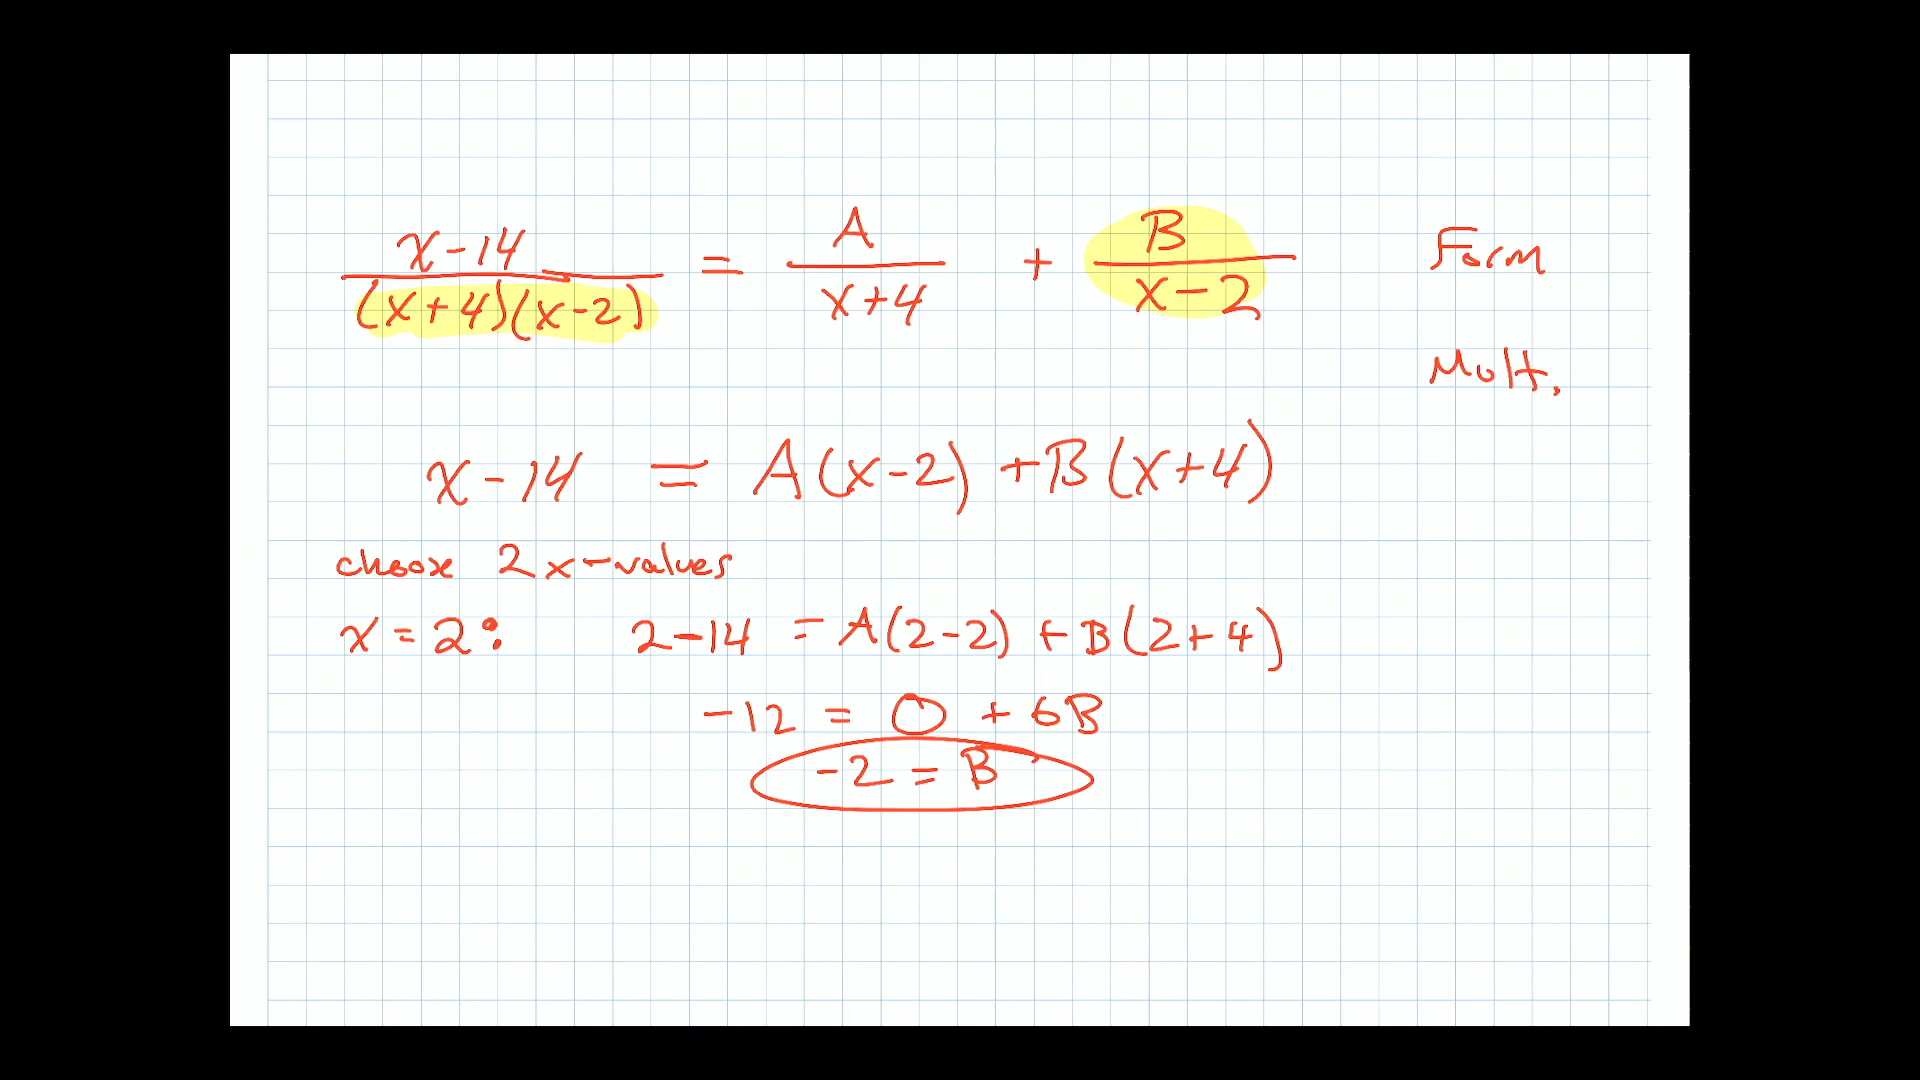 x-14 / (x+4)(x-2) = A / x+4 + B / x-2 Form
Mult.
x-14 = A(x-2) + B(x+4)
choose 2 x-values
x = 2: 2-14 = A(2-2) + B(2+4)
-12 = 0 + 6B
-2 = B